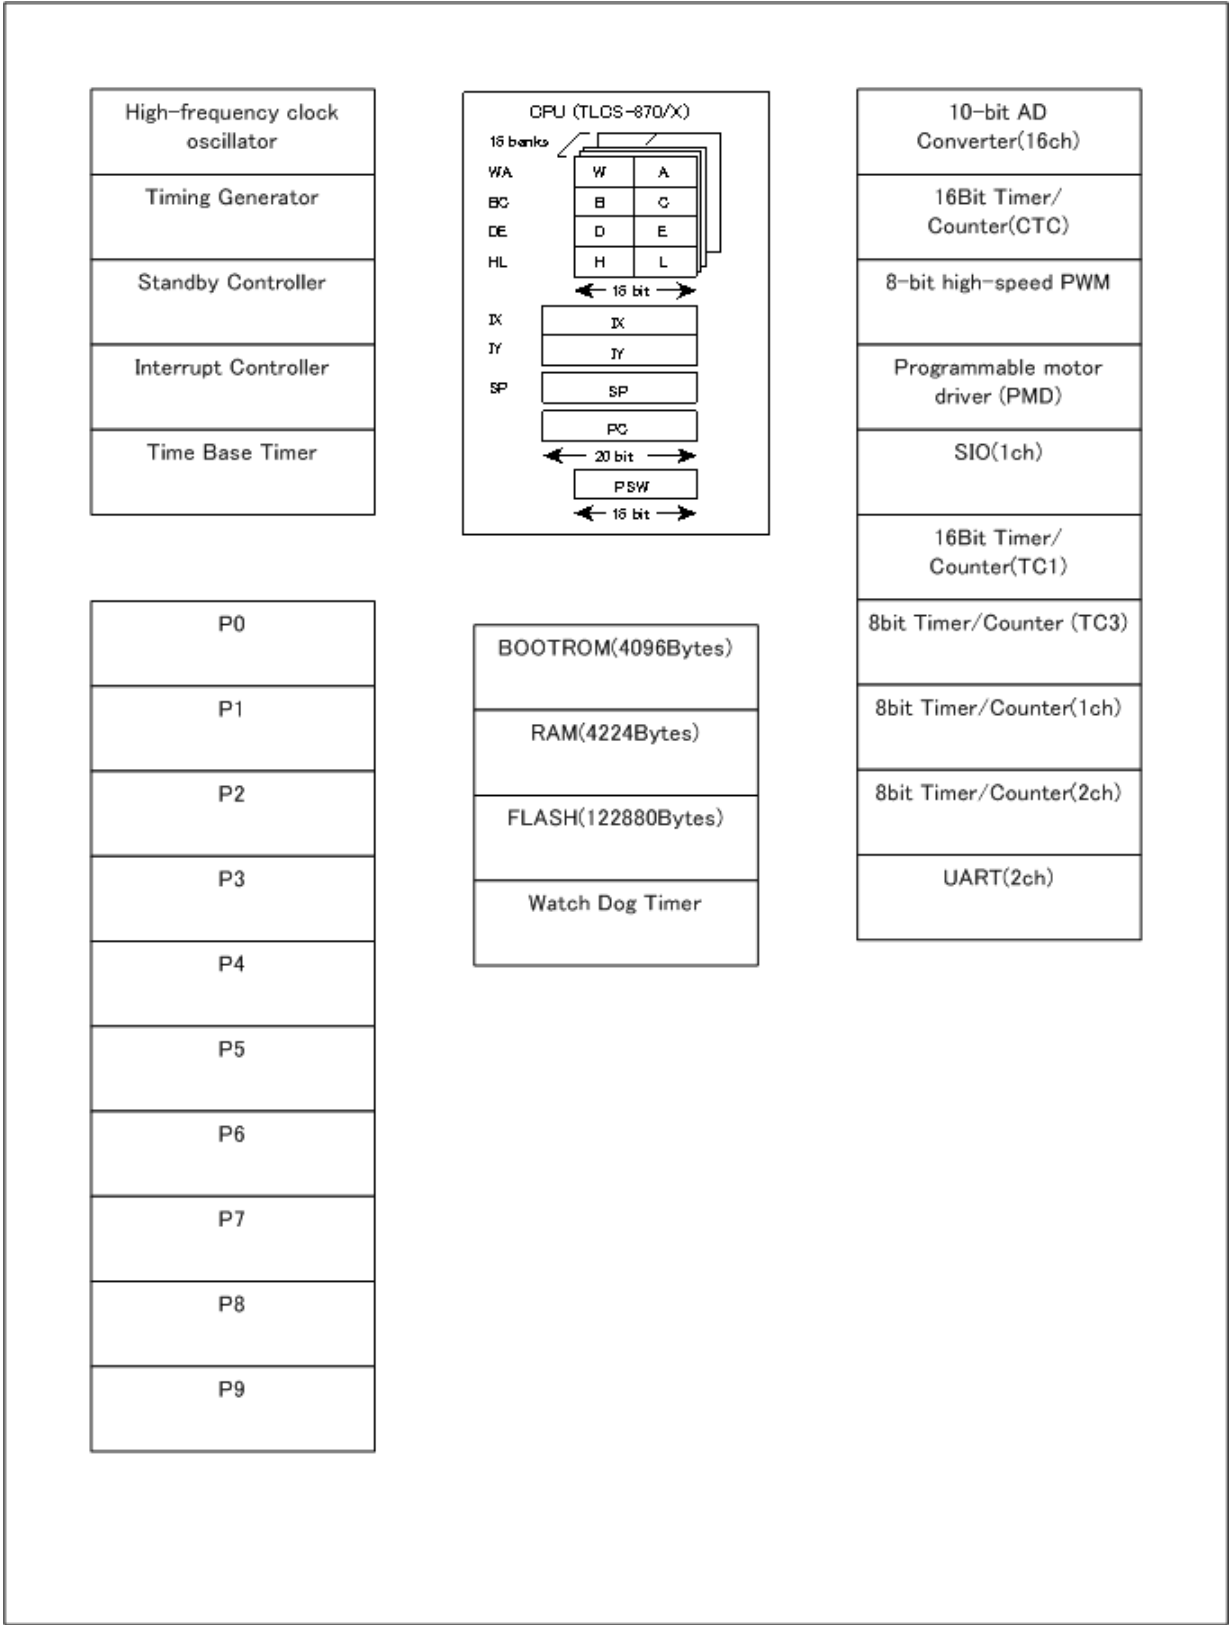 High-frequency clock
oscillator
Timing Generator
Standby Controller
Interrupt Controller
Time Base Timer
P0
P1
P2
P3
P4
P5
P6
P7
P8
P9
CPU (TLCS-870/X)
16 banks
WA W A
BC B C
DE D E
HL H L
16 bit
IX IX
IY IY
SP SP
PC
20 bit
PSW
16 bit
BOOTROM(4096Bytes)
RAM(4224Bytes)
FLASH(122880Bytes)
Watch Dog Timer
10-bit AD
Converter(16ch)
16Bit Timer/
Counter(CTC)
8-bit high-speed PWM
Programmable motor
driver (PMD)
SIO(1ch)
16Bit Timer/
Counter(TC1)
8bit Timer/Counter (TC3)
8bit Timer/Counter(1ch)
8bit Timer/Counter(2ch)
UART(2ch)